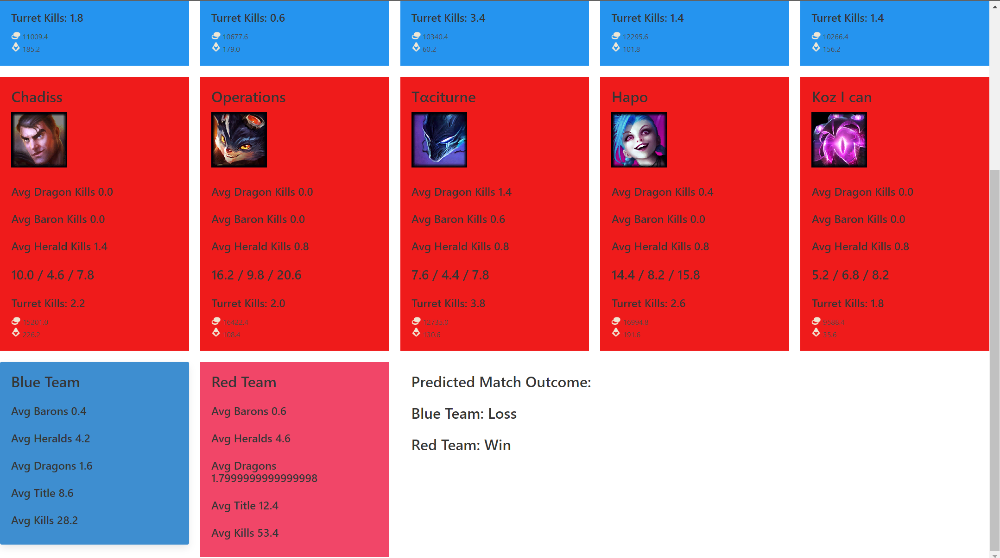 Turret Kills: 1.8
11009.4
185.2
Turret Kills: 0.6
10677.6
179.0
Turret Kills: 3.4
10340.4
60.2
Turret Kills: 1.4
12295.6
101.8
Turret Kills: 1.4
10266.4
156.2
Chadiss
Avg Dragon Kills 0.0
Avg Baron Kills 0.0
Avg Herald Kills 1.4
10.0 / 4.6 / 7.8
Turret Kills: 2.2
15201.0
226.2
Operations
Avg Dragon Kills 0.0
Avg Baron Kills 0.0
Avg Herald Kills 0.8
16.2 / 9.8 / 20.6
Turret Kills: 2.0
16422.4
108.4
Tαciturne
Avg Dragon Kills 1.4
Avg Baron Kills 0.6
Avg Herald Kills 0.8
7.6 / 4.4 / 7.8
Turret Kills: 3.8
12735.0
130.6
Hapo
Avg Dragon Kills 0.4
Avg Baron Kills 0.0
Avg Herald Kills 0.8
14.4 / 8.2 / 15.8
Turret Kills: 2.6
16994.8
191.6
Koz I can
Avg Dragon Kills 0.0
Avg Baron Kills 0.0
Avg Herald Kills 0.8
5.2 / 6.8 / 8.2
Turret Kills: 1.8
9588.4
35.6
Blue Team
Avg Barons 0.4
Avg Heralds 4.2
Avg Dragons 1.6
Avg Title 8.6
Avg Kills 28.2
Red Team
Avg Barons 0.6
Avg Heralds 4.6
Avg Dragons
1.7999999999999998
Avg Title 12.4
Avg Kills 53.4
Predicted Match Outcome:
Blue Team: Loss
Red Team: Win